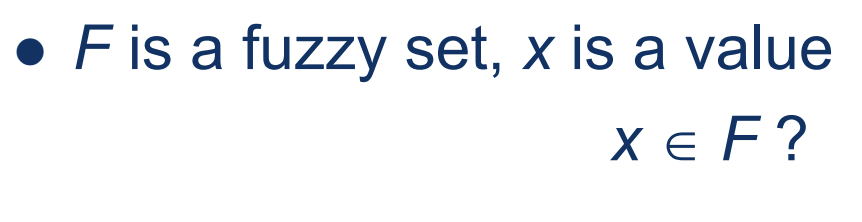 ● F is a fuzzy set, x is a value
x ∈ F ?